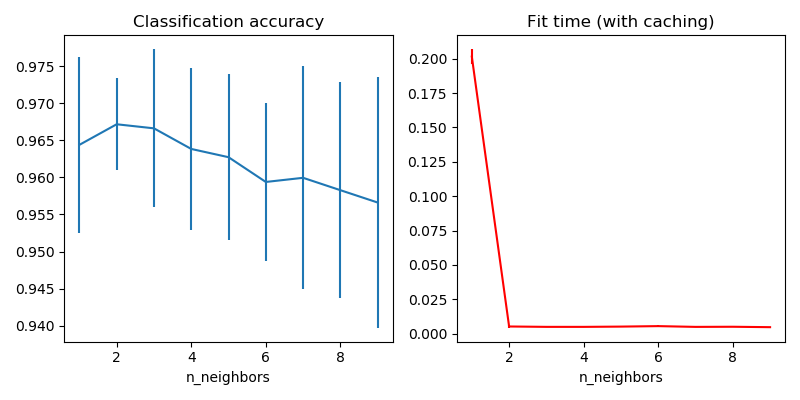 Classification accuracy
0.975
0.970
0.965
0.960
0.955
0.950
0.945
0.940
2 4 6 8
n_neighbors
Fit time (with caching)
0.200
0.175
0.150
0.125
0.100
0.075
0.050
0.025
0.000
2 4 6 8
n_neighbors